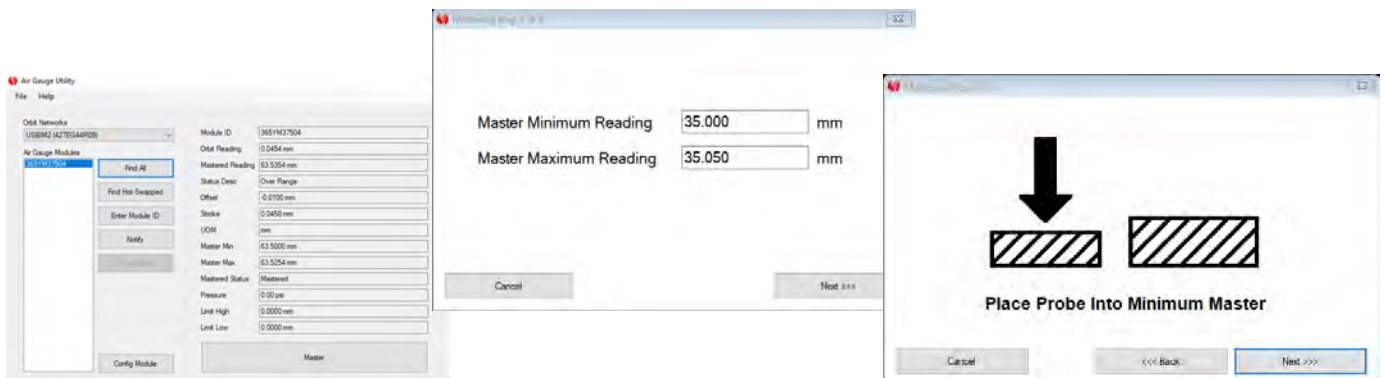 Air Gauge Utility
File Help
Orbit Networks
USBIM2 (427EG44R09)
Air Gauge Modules
365YM37504
Find All
Find Hot-Swapped
Enter Module ID
Notify
Config Module
Module ID 365YM37504
Orbit Reading 0.0454 mm
Mastered Reading 63.5354 mm
Status Desc Over Range
Offset -0.0100 mm
Stroke 0.0450 mm
UOM mm
Master Min 63.5000 mm
Master Max 63.5254 mm
Mastered Status Mastered
Pressure 0.00 psi
Limit High 0.0000 mm
Limit Low 0.0000 mm
Master
Master Minimum Reading 35.000 mm
Master Maximum Reading 35.050 mm
Cancel Next >>>
Place Probe Into Minimum Master
Cancel <<< Back Next >>>